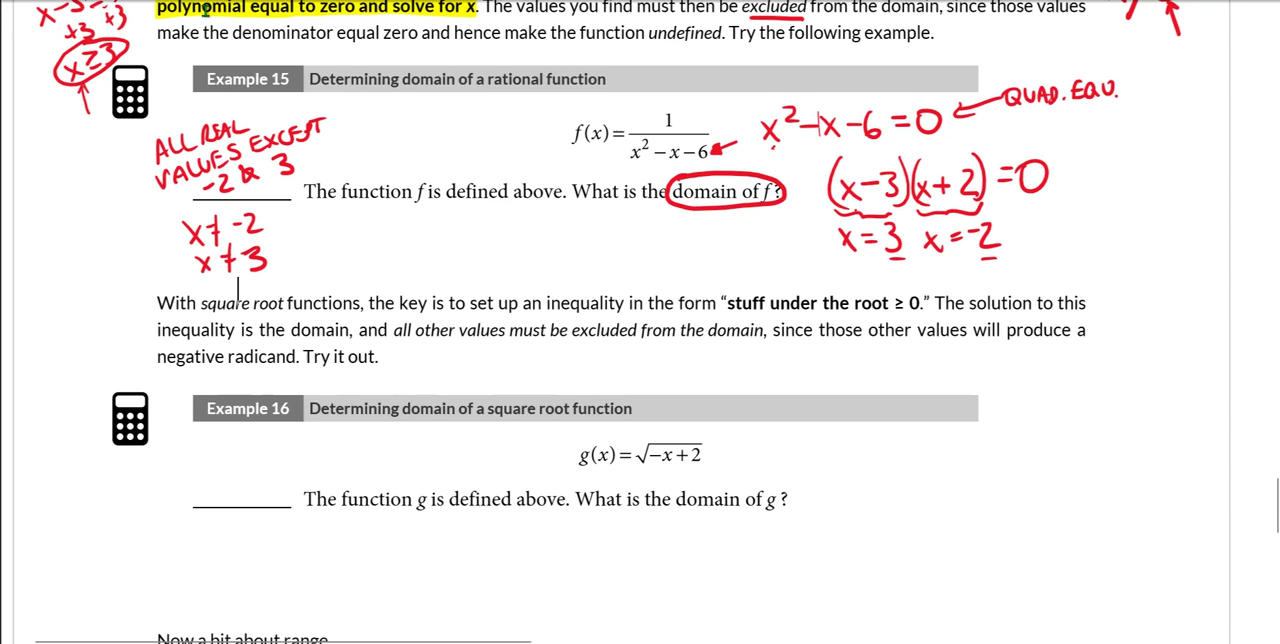 polynomial equal to zero and solve for x. The values you find must then be excluded from the domain, since those values
make the denominator equal zero and hence make the function undefined. Try the following example.
+3 +3
x≥3
Example 15 Determining domain of a rational function
ALL REAL
VALUES EXCEPT
-2 & 3
f(x)= 1 / x² − x − 6
x²-1x-6=0
QUAD. EQU.
The function f is defined above. What is the domain of f?
(x-3)(x+2)=0
x=3 x=-2
x≠-2
x≠3
With square root functions, the key is to set up an inequality in the form “stuff under the root ≥ 0.” The solution to this
inequality is the domain, and all other values must be excluded from the domain, since those other values will produce a
negative radicand. Try it out.
Example 16 Determining domain of a square root function
g(x)=√−x+2
The function g is defined above. What is the domain of g?
Now a bit about range